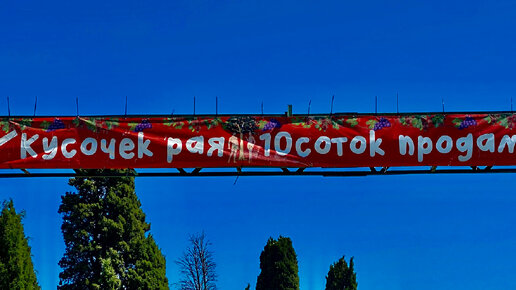 Кусочек рая 10соток продам